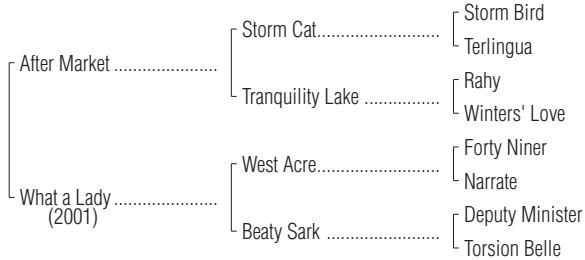 Storm Bird
Storm Cat........................................
Terlingua
After Market ..........................
Rahy
Tranquility Lake ........................
Winters' Love
Forty Niner
West Acre........................................
Narrate
What a Lady ..........................
(2001)
Deputy Minister
Beaty Sark ....................................
Torsion Belle